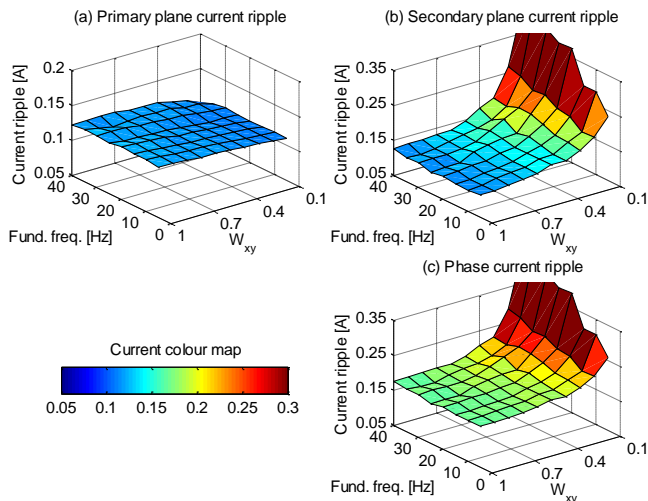 (a) Primary plane current ripple
Current ripple [A]
0.2
0.15
0.1
0.05
40
30
20
10
0
Fund. freq. [Hz]
1
0.7
0.4
0.1
W_xy
(b) Secondary plane current ripple
Current ripple [A]
0.35
0.25
0.15
0.05
40
30
20
10
0
Fund. freq. [Hz]
1
0.7
0.4
0.1
W_xy
(c) Phase current ripple
Current ripple [A]
0.35
0.25
0.15
0.05
40
30
20
10
0
Fund. freq. [Hz]
1
0.7
0.4
0.1
W_xy
Current colour map
0.05 0.1 0.15 0.2 0.25 0.3